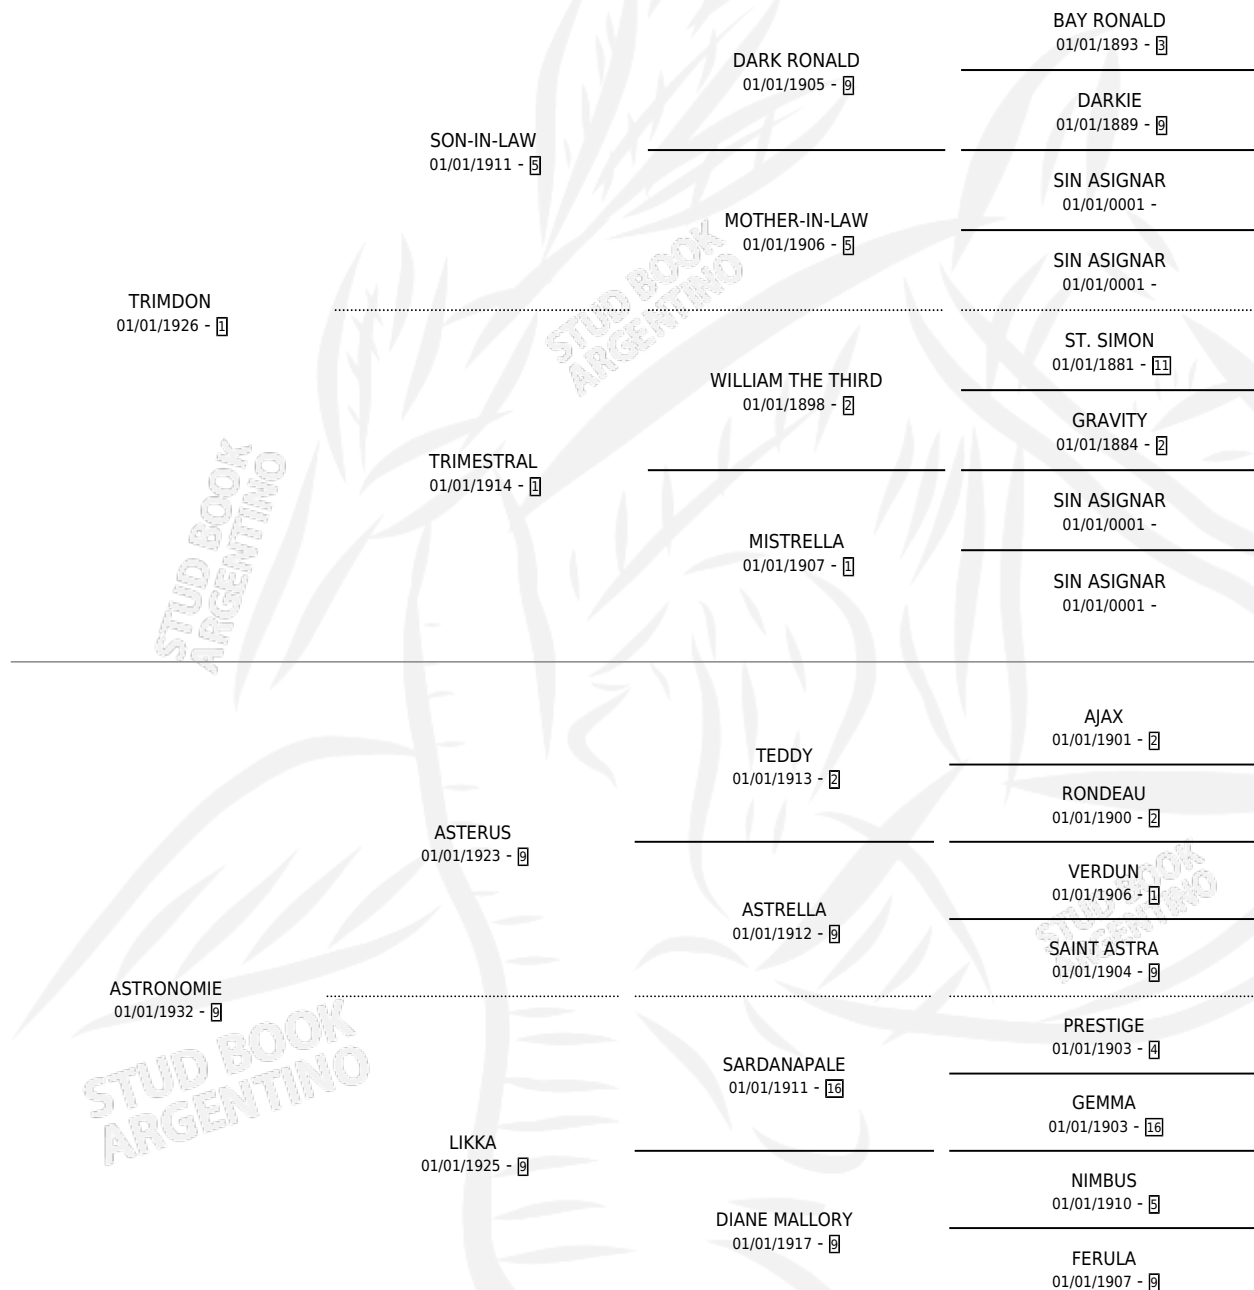 BAY RONALD
01/01/1893 - 3
DARK RONALD
01/01/1905 - 9
DARKIE
01/01/1889 - 9
SON-IN-LAW
01/01/1911 - 5
SIN ASIGNAR
01/01/0001 -
MOTHER-IN-LAW
01/01/1906 - 5
SIN ASIGNAR
01/01/0001 -
TRIMDON
01/01/1926 - 1
ST. SIMON
01/01/1881 - 11
WILLIAM THE THIRD
01/01/1898 - 2
GRAVITY
01/01/1884 - 2
TRIMESTRAL
01/01/1914 - 1
SIN ASIGNAR
01/01/0001 -
MISTRELLA
01/01/1907 - 1
SIN ASIGNAR
01/01/0001 -
STUD BOOK
ARGENTINO
STUD BOOK
ARGENTINO
AJAX
01/01/1901 - 2
TEDDY
01/01/1913 - 2
RONDEAU
01/01/1900 - 2
ASTERUS
01/01/1923 - 9
VERDUN
01/01/1906 - 1
ASTRELLA
01/01/1912 - 9
SAINT ASTRA
01/01/1904 - 9
ASTRONOMIE
01/01/1932 - 9
PRESTIGE
01/01/1903 - 4
SARDANAPALE
01/01/1911 - 16
GEMMA
01/01/1903 - 16
LIKKA
01/01/1925 - 9
NIMBUS
01/01/1910 - 5
DIANE MALLORY
01/01/1917 - 9
FERULA
01/01/1907 - 9
STUD BOOK
ARGENTINO
STUD BOOK
ARGENTINO